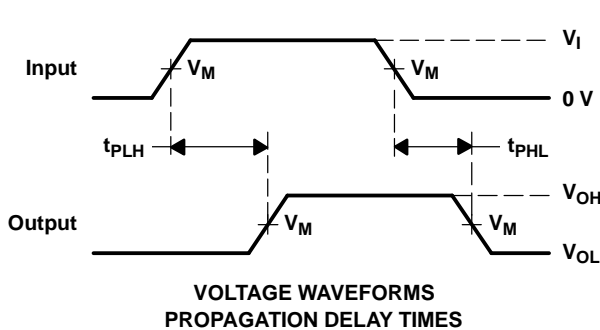 V_I
Input
V_M
V_M
0 V
t_PLH
t_PHL
V_OH
Output
V_M
V_M
V_OL
VOLTAGE WAVEFORMS
PROPAGATION DELAY TIMES